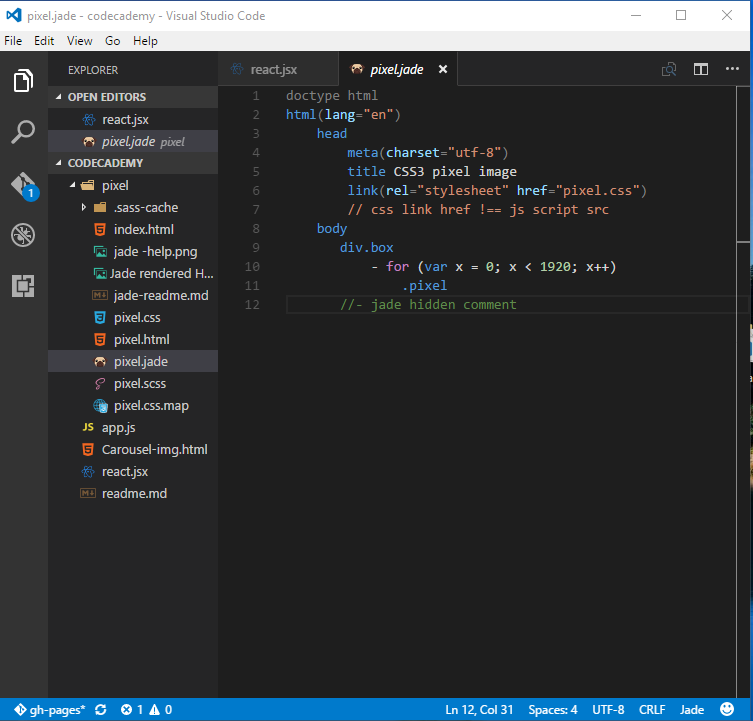 pixel.jade - codecademy - Visual Studio Code
File Edit View Go Help
EXPLORER
OPEN EDITORS
react.jsx
pixel.jade pixel
CODECADEMY
pixel
.sass-cache
index.html
jade -help.png
Jade rendered H...
jade-readme.md
pixel.css
pixel.html
pixel.jade
pixel.scss
pixel.css.map
JS app.js
Carousel-img.html
react.jsx
readme.md
1
react.jsx pixel.jade
1 doctype html
2 html(lang="en")
3 head
4 meta(charset="utf-8")
5 title CSS3 pixel image
6 link(rel="stylesheet" href="pixel.css")
7 // css link href !== js script src
8 body
9 div.box
10 - for (var x = 0; x < 1920; x++)
11 .pixel
12 //- jade hidden comment
gh-pages* 1 0 Ln 12, Col 31 Spaces: 4 UTF-8 CRLF Jade